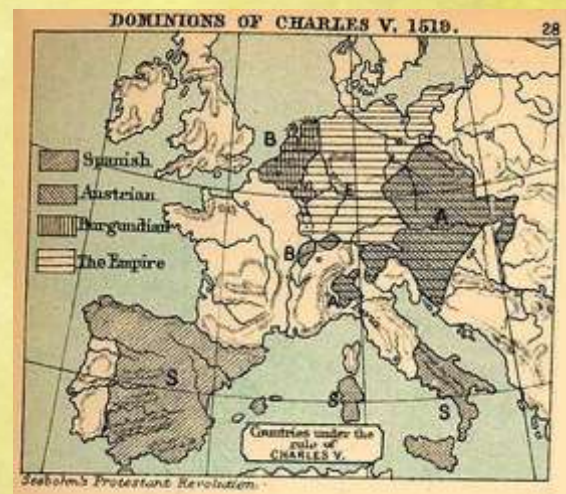 DOMINIONS OF CHARLES V. 1519.
28
B
Spanish
Austrian
Burgundian
The Empire
E
A
B
A
S
S
S
Countries under the
rule of
CHARLES V.
Seebohm's Protestant Revolution.